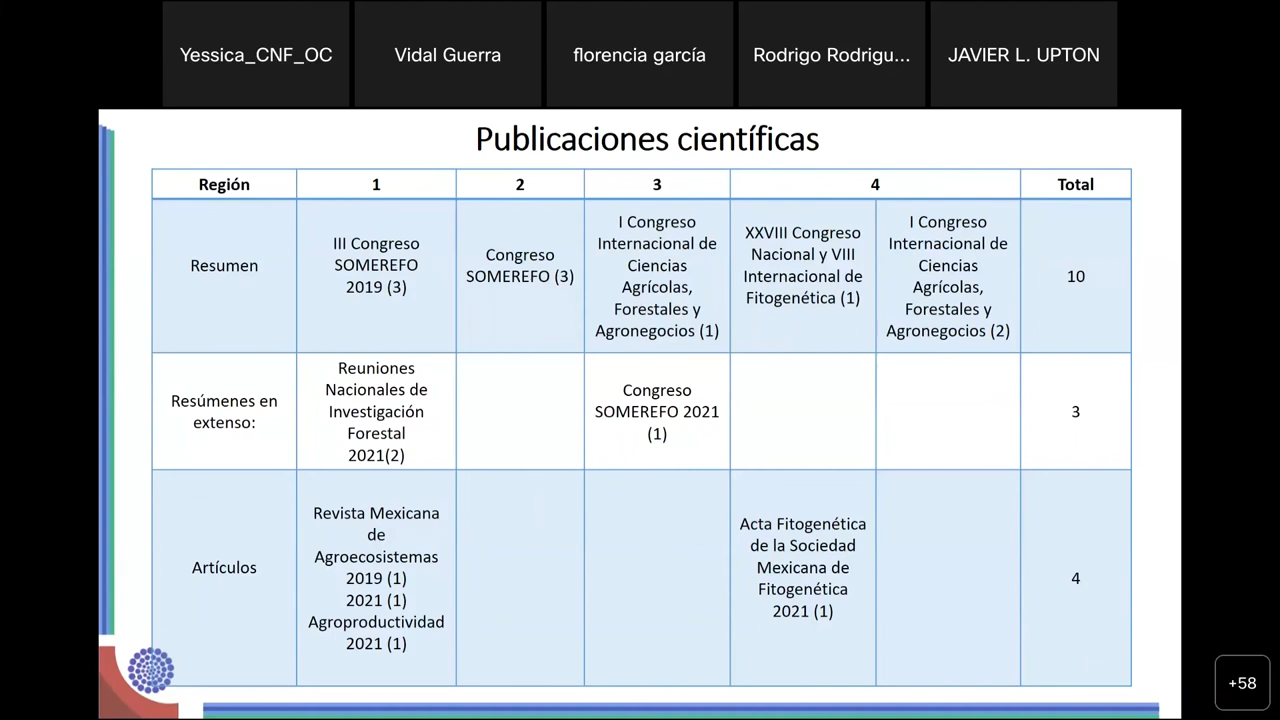 Yessica_CNF_OC
Vidal Guerra
florencia garcía
Rodrigo Rodrigu...
JAVIER L. UPTON
Publicaciones científicas
Región
1
2
3
4
Total
Resumen
III Congreso
SOMEREFO
2019 (3)
Congreso
SOMEREFO (3)
I Congreso
Internacional de
Ciencias
Agrícolas,
Forestales y
Agronegocios (1)
XXVIII Congreso
Nacional y VIII
Internacional de
Fitogenética (1)
I Congreso
Internacional de
Ciencias
Agrícolas,
Forestales y
Agronegocios (2)
10
Resúmenes en
extenso:
Reuniones
Nacionales de
Investigación
Forestal
2021(2)
Congreso
SOMEREFO 2021
(1)
3
Artículos
Revista Mexicana
de
Agroecosistemas
2019 (1)
2021 (1)
Agroproductividad
2021 (1)
Acta Fitogenética
de la Sociedad
Mexicana de
Fitogenética
2021 (1)
4
+58